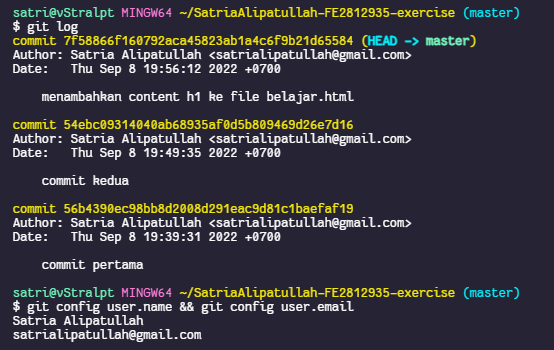 satri@vStralpt MINGW64 ~/SatriaAlipatullah-FE2812935-exercise (master)
$ git log
commit 7f58866f160792aca45823ab1a4c6f9b21d65584 (HEAD -> master)
Author: Satria Alipatullah <satrialipatullah@gmail.com>
Date:   Thu Sep 8 19:56:12 2022 +0700
menambahkan content h1 ke file belajar.html
commit 54ebc09314040ab68935af0d5b809469d26e7d16
Author: Satria Alipatullah <satrialipatullah@gmail.com>
Date:   Thu Sep 8 19:49:35 2022 +0700
commit kedua
commit 56b4390ec98bb8d2008d291eac9d81c1baefaf19
Author: Satria Alipatullah <satrialipatullah@gmail.com>
Date:   Thu Sep 8 19:39:31 2022 +0700
commit pertama
satri@vStralpt MINGW64 ~/SatriaAlipatullah-FE2812935-exercise (master)
$ git config user.name && git config user.email
Satria Alipatullah
satrialipatullah@gmail.com